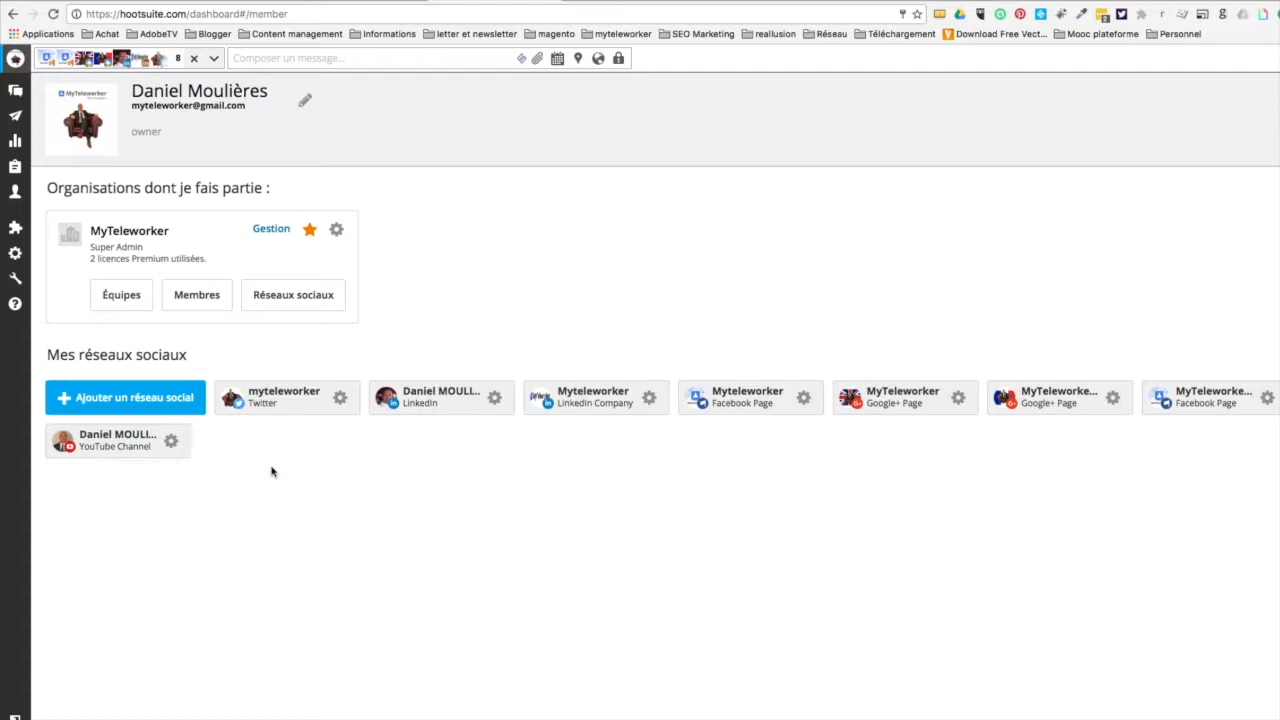 https://hootsuite.com/dashboard#/member
Applications Achat AdobeTV Blogger Content management Informations letter et newsletter magento myteleworker SEO Marketing reallusion Réseau Téléchargement Download Free Vect... Mooc plateforme Personnel
8 Composer un message...
MyTeleworker
Daniel Moulières
myteleworker@gmail.com
owner
Organisations dont je fais partie :
MyTeleworker Gestion
Super Admin
2 licences Premium utilisées.
Équipes Membres Réseaux sociaux
Mes réseaux sociaux
Ajouter un réseau social
myteleworker
Twitter
Daniel MOULI...
LinkedIn
Myteleworker
LinkedIn Company
Myteleworker
Facebook Page
MyTeleworker
Google+ Page
MyTeleworke...
Google+ Page
MyTeleworke...
Facebook Page
Daniel MOULI...
YouTube Channel